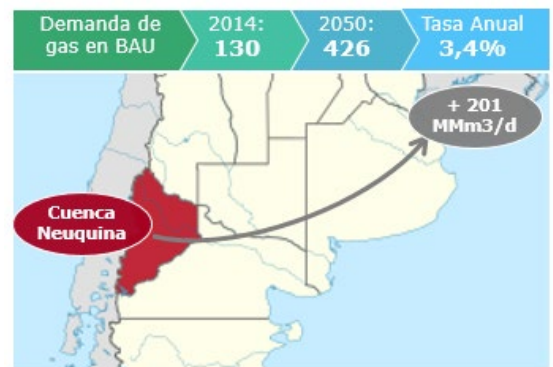 Demanda de
gas en BAU
2014:
130
2050:
426
Tasa Anual
3,4%
+ 201
MMm3/d
Cuenca
Neuquina